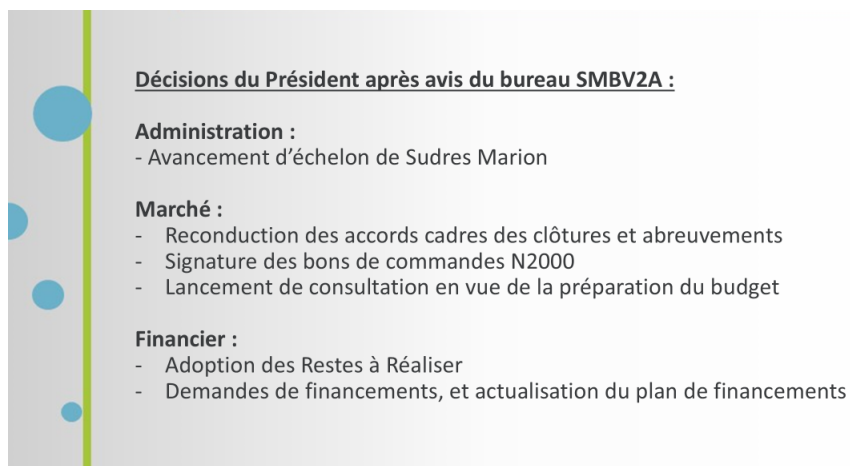 Décisions du Président après avis du bureau SMBV2A :
Administration :
- Avancement d'échelon de Sudres Marion
Marché :
- Reconduction des accords cadres des clôtures et abreuvements
- Signature des bons de commandes N2000
- Lancement de consultation en vue de la préparation du budget
Financier :
- Adoption des Restes à Réaliser
- Demandes de financements, et actualisation du plan de financements